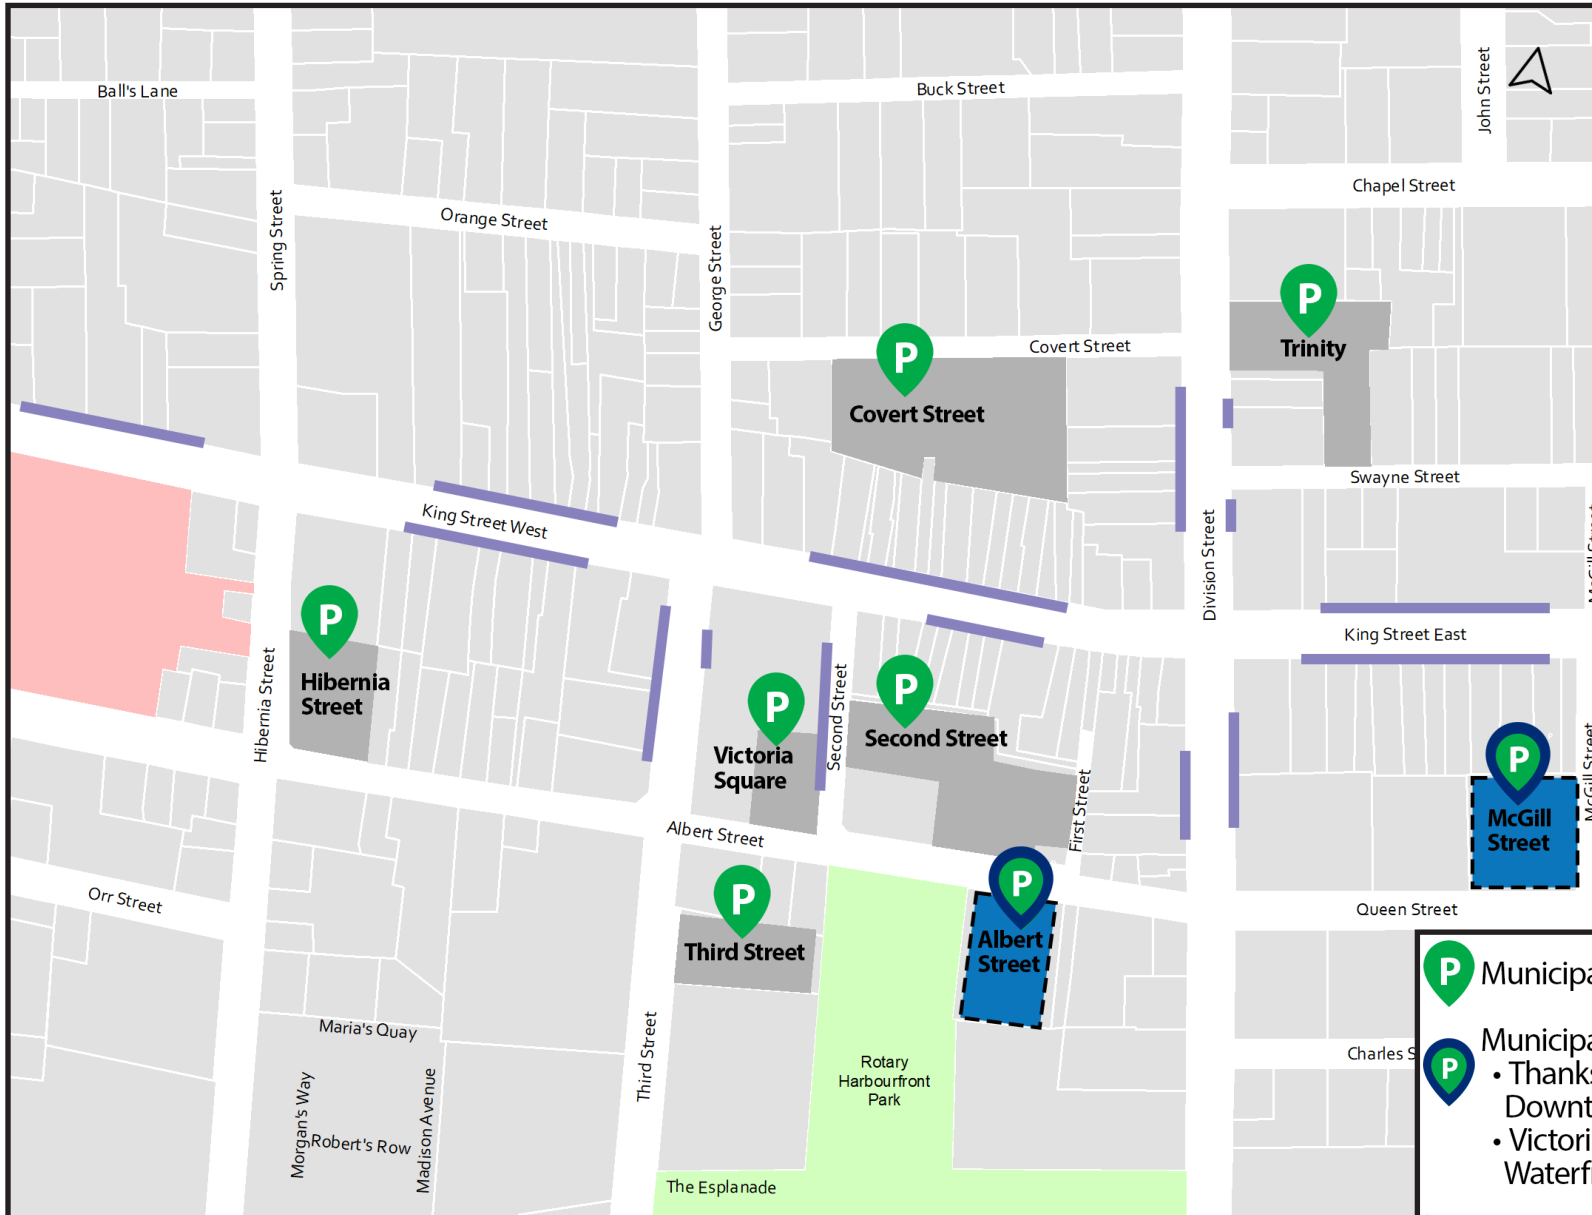 Ball's Lane
Buck Street
John Street
Chapel Street
Orange Street
Spring Street
George Street
P
Trinity
Covert Street
P
Covert Street
Swayne Street
King Street West
Division Street
King Street East
P
Hibernia
Street
Hibernia Street
P
Victoria
Square
Second Street
P
Second Street
First Street
P
McGill
Street
McGill Street
Albert Street
Orr Street
P
Third Street
P
Albert
Street
Queen Street
Maria's Quay
Third Street
Rotary
Harbourfront
Park
Charles S
Morgan's Way
Robert's Row
Madison Avenue
The Esplanade
P
Municipa
P
Municipa
• Thanks
Downt
• Victori
Waterf